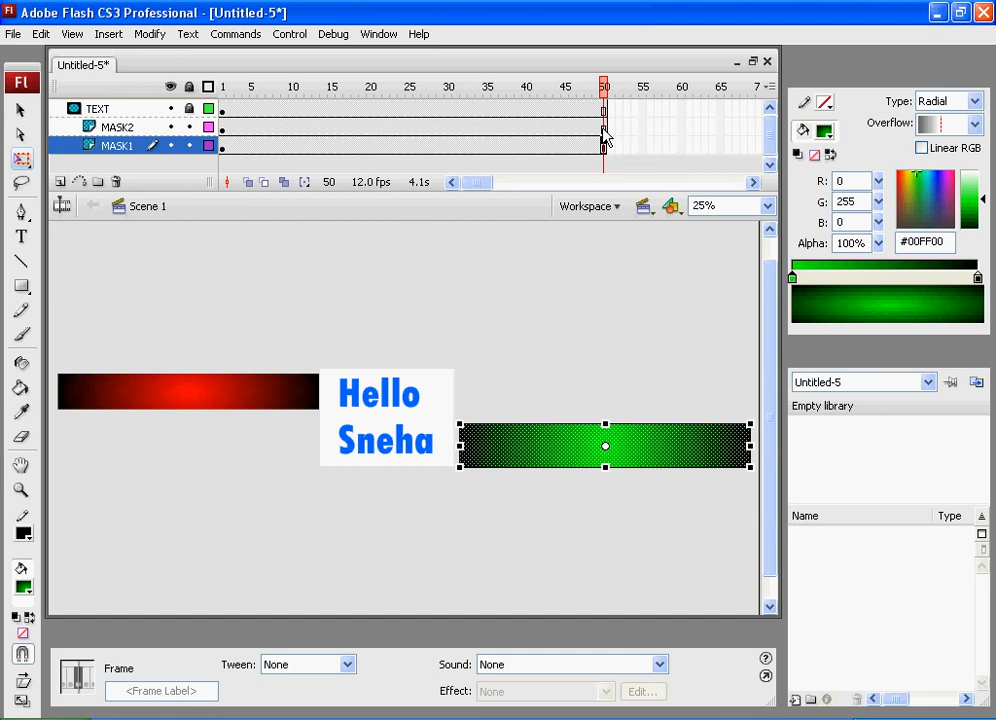 Adobe Flash CS3 Professional - [Untitled-5*]
File Edit View Insert Modify Text Commands Control Debug Window Help
Untitled-5*
1 5 10 15 20 25 30 35 40 45 50 55 60 65 7
TEXT
MASK2
MASK1
50 12.0 fps 4.1s
Scene 1 Workspace 25%
Hello
Sneha
Frame
<Frame Label>
Tween: None
Sound: None
Effect: None Edit...
Type: Radial
Overflow:
Linear RGB
R: 0
G: 255
B: 0
Alpha: 100% #00FF00
Untitled-5
Empty library
Name Type